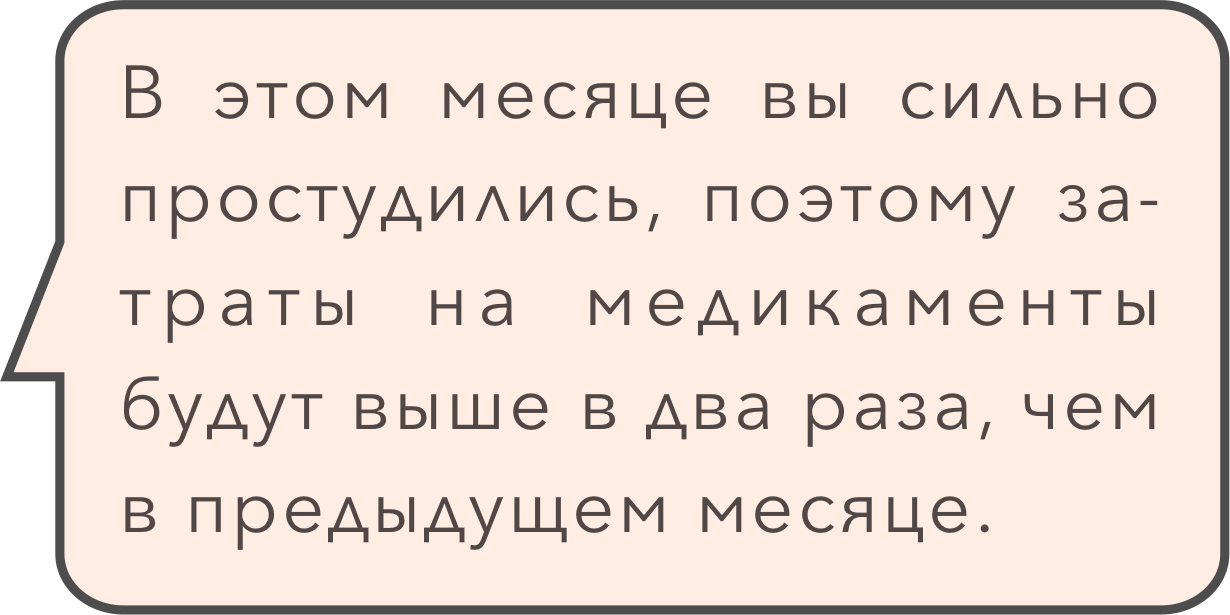 В этом месяце вы сильно
простудились, поэтому за-
траты на медикаменты
будут выше в два раза, чем
в предыдущем месяце.